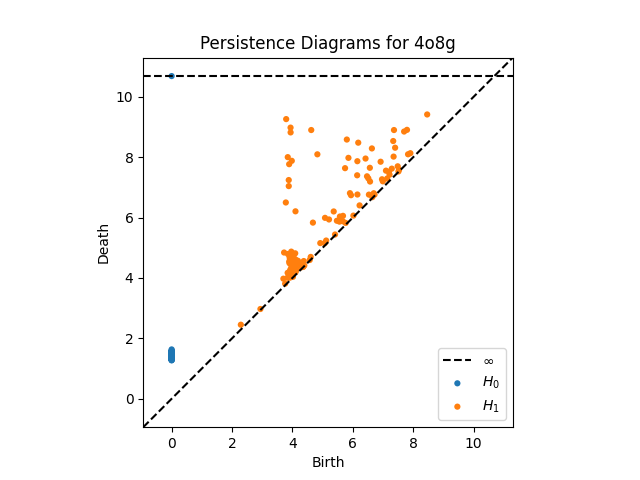 Persistence Diagrams for 4o8g
10
8
6
4
2
0
Death
0 2 4 6 8 10
Birth
∞
H₀
H₁